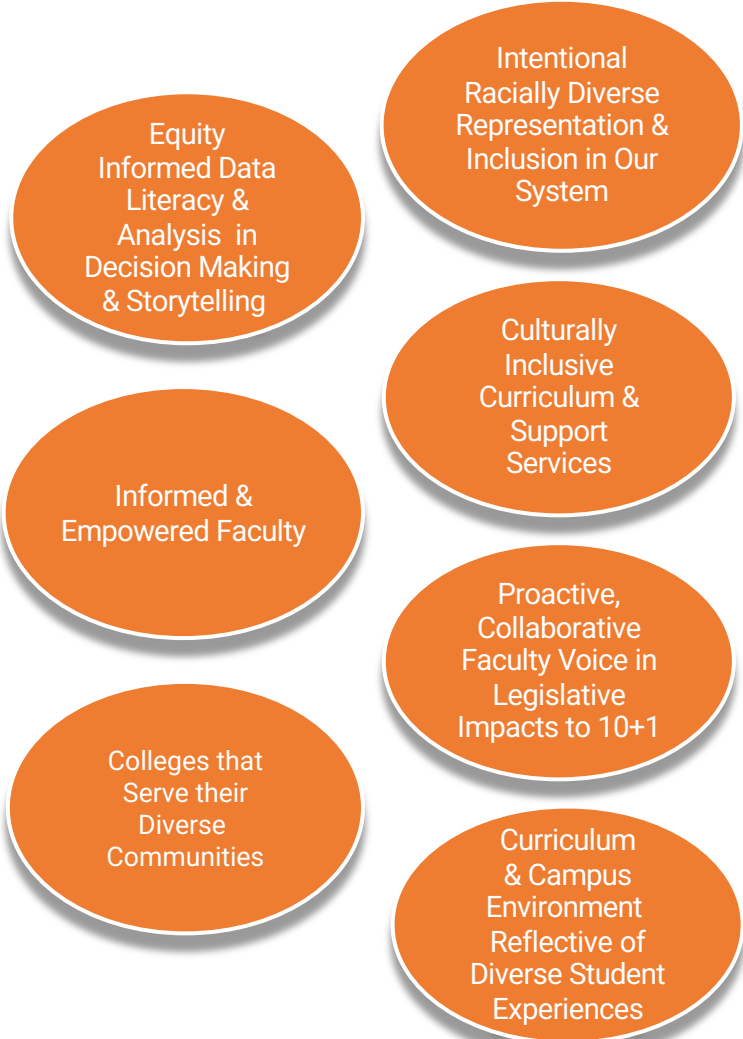 Equity
Informed Data
Literacy &
Analysis  in
Decision Making
& Storytelling
Informed &
Empowered Faculty
Colleges that
Serve their
Diverse
Communities
Intentional
Racially Diverse
Representation &
Inclusion in Our
System
Culturally
Inclusive
Curriculum &
Support
Services
Proactive,
Collaborative
Faculty Voice in
Legislative
Impacts to 10+1
Curriculum
& Campus
Environment
Reflective of
Diverse Student
Experiences